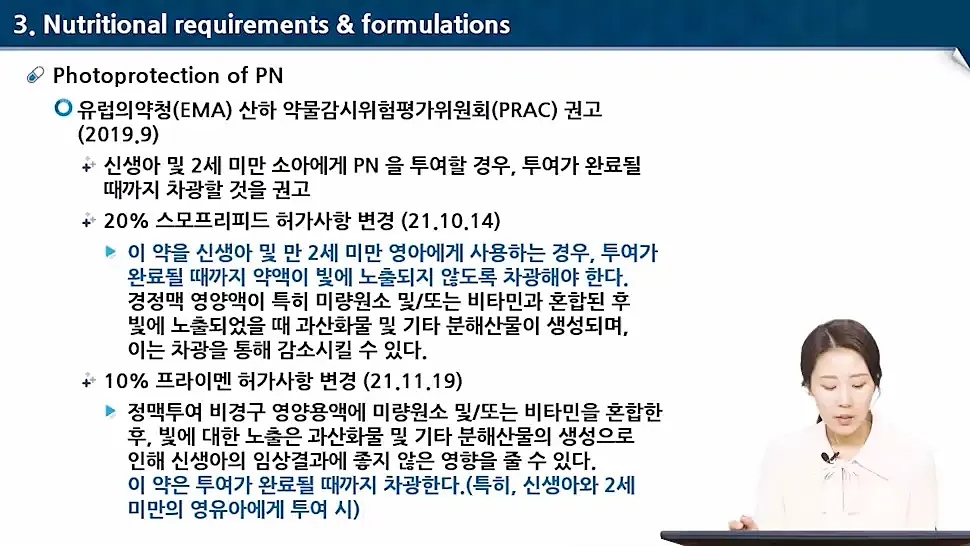 3. Nutritional requirements & formulations
Photoprotection of PN
유럽의약청(EMA) 산하 약물감시위험평가위원회(PRAC) 권고
(2019.9)
신생아 및 2세 미만 소아에게 PN 을 투여할 경우, 투여가 완료될
때까지 차광할 것을 권고
20% 스모프리피드 허가사항 변경 (21.10.14)
이 약을 신생아 및 만 2세 미만 영아에게 사용하는 경우, 투여가
완료될 때까지 약액이 빛에 노출되지 않도록 차광해야 한다.
경정맥 영양액이 특히 미량원소 및/또는 비타민과 혼합된 후
빛에 노출되었을 때 과산화물 및 기타 분해산물이 생성되며,
이는 차광을 통해 감소시킬 수 있다.
10% 프라이멘 허가사항 변경 (21.11.19)
정맥투여 비경구 영양용액에 미량원소 및/또는 비타민을 혼합한
후, 빛에 대한 노출은 과산화물 및 기타 분해산물의 생성으로
인해 신생아의 임상결과에 좋지 않은 영향을 줄 수 있다.
이 약은 투여가 완료될 때까지 차광한다.(특히, 신생아와 2세
미만의 영유아에게 투여 시)